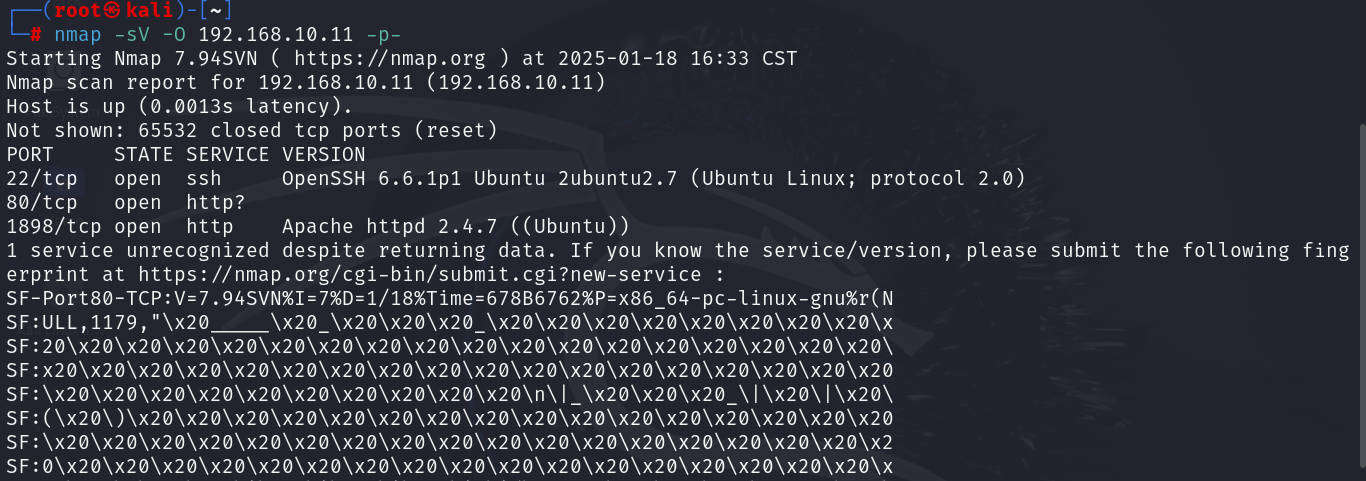 ┌──(root㉿kali)-[~]
└─# nmap -sV -O 192.168.10.11 -p-
Starting Nmap 7.94SVN ( https://nmap.org ) at 2025-01-18 16:33 CST
Nmap scan report for 192.168.10.11 (192.168.10.11)
Host is up (0.0013s latency).
Not shown: 65532 closed tcp ports (reset)
PORT     STATE SERVICE VERSION
22/tcp   open  ssh     OpenSSH 6.6.1p1 Ubuntu 2ubuntu2.7 (Ubuntu Linux; protocol 2.0)
80/tcp   open  http?
1898/tcp open  http    Apache httpd 2.4.7 ((Ubuntu))
1 service unrecognized despite returning data. If you know the service/version, please submit the following fing
erprint at https://nmap.org/cgi-bin/submit.cgi?new-service :
SF-Port80-TCP:V=7.94SVN%I=7%D=1/18%Time=678B6762%P=x86_64-pc-linux-gnu%r(N
SF:ULL,1179,"\x20_____\x20_\x20\x20\x20_\x20\x20\x20\x20\x20\x20\x20\x20\x
SF:20\x20\x20\x20\x20\x20\x20\x20\x20\x20\x20\x20\x20\x20\x20\x20\x20\x20\
SF:x20\x20\x20\x20\x20\x20\x20\x20\x20\x20\x20\x20\x20\x20\x20\x20\x20\x20
SF:\x20\x20\x20\x20\x20\x20\x20\x20\x20\x20\x20\n\|_\x20\x20\x20_\|\x20\|\x20\
SF:(\x20\)\x20\x20\x20\x20\x20\x20\x20\x20\x20\x20\x20\x20\x20\x20\x20\x20
SF:\x20\x20\x20\x20\x20\x20\x20\x20\x20\x20\x20\x20\x20\x20\x20\x20\x20\x2
SF:0\x20\x20\x20\x20\x20\x20\x20\x20\x20\x20\x20\x20\x20\x20\x20\x20\x20\x